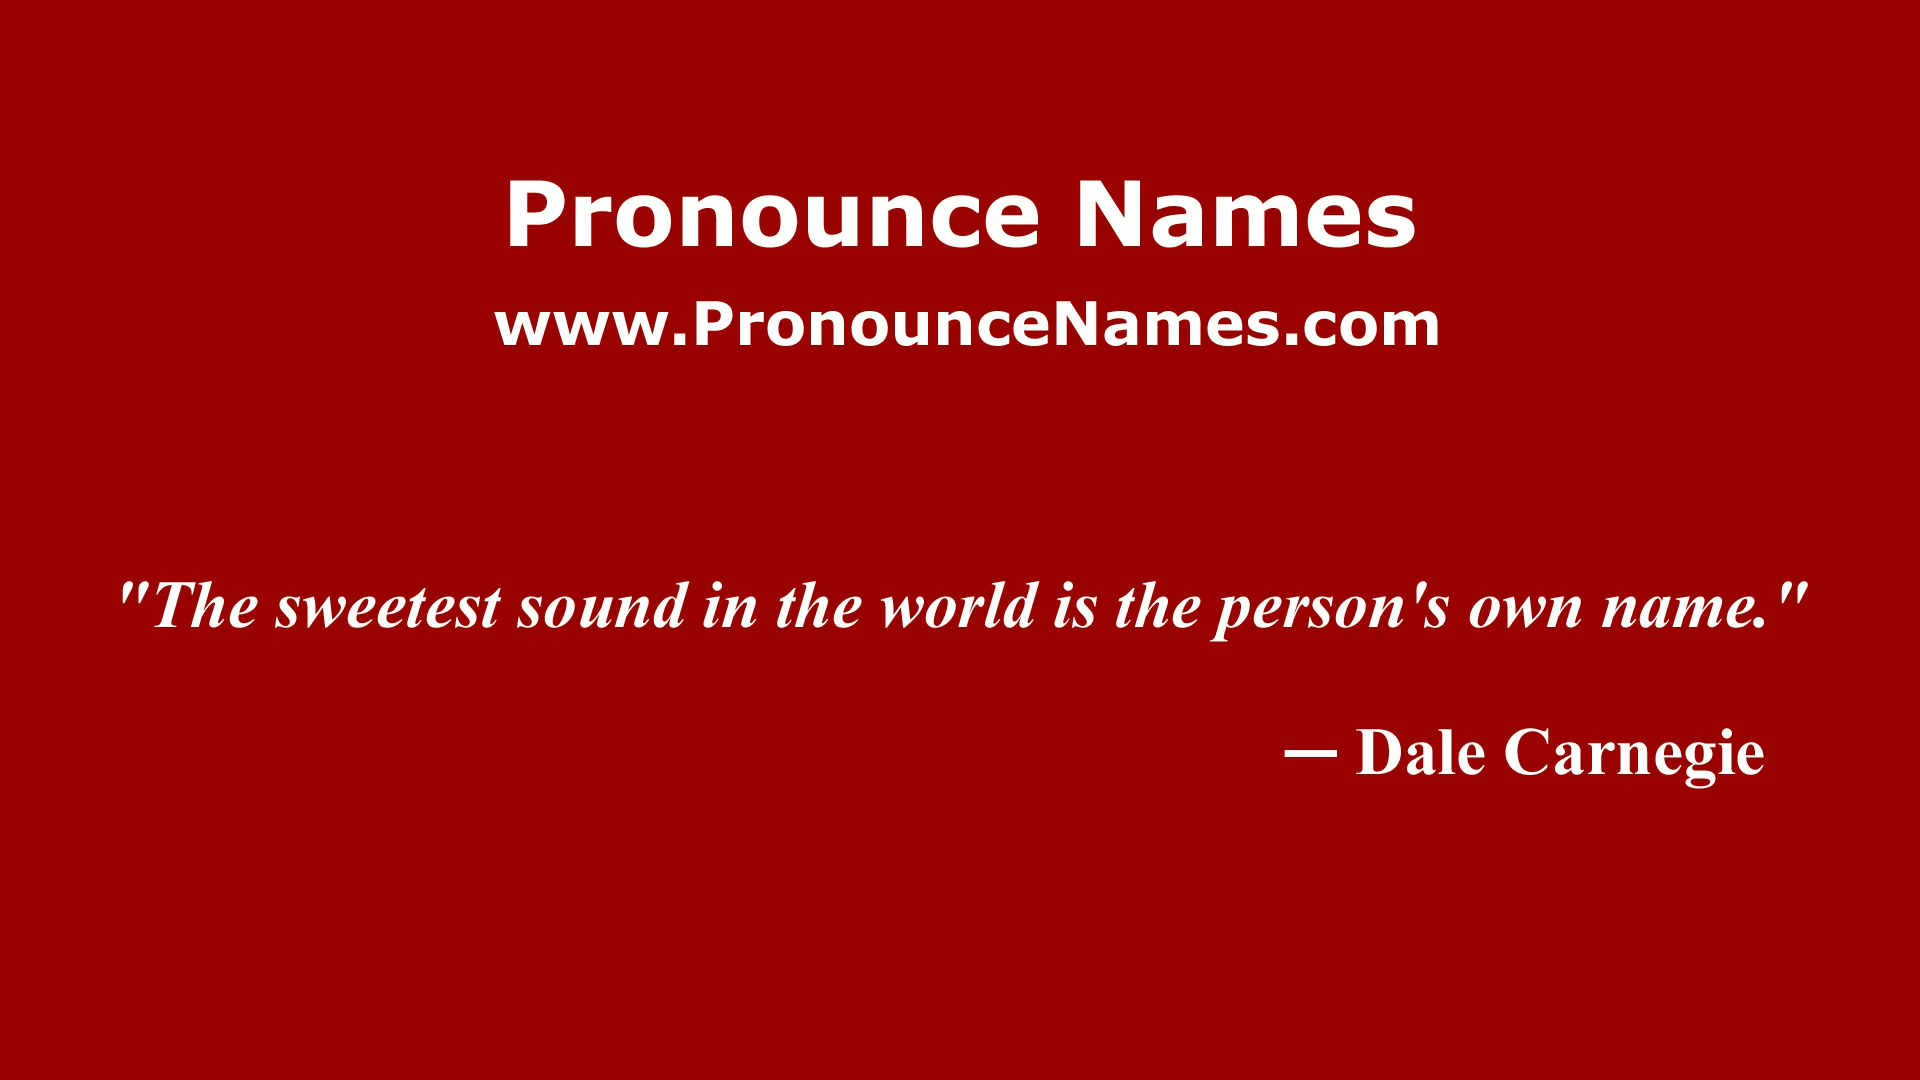 Pronounce Names
www.PronounceNames.com
"The sweetest sound in the world is the person's own name."
— Dale Carnegie